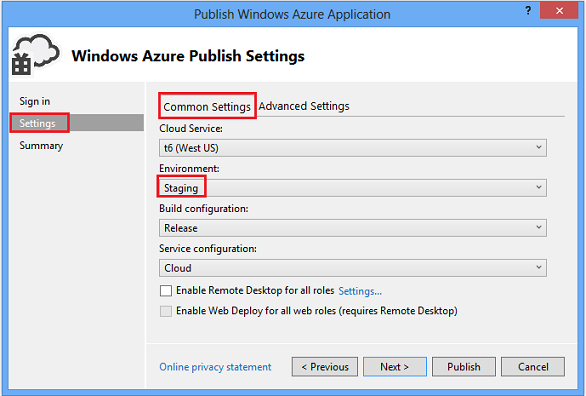 Publish Windows Azure Application
? ×
Windows Azure Publish Settings
Sign in
Settings
Summary
Common Settings Advanced Settings
Cloud Service:
t6 (West US)
Environment:
Staging
Build configuration:
Release
Service configuration:
Cloud
Enable Remote Desktop for all roles Settings...
Enable Web Deploy for all web roles (requires Remote Desktop)
Online privacy statement < Previous Next > Publish Cancel